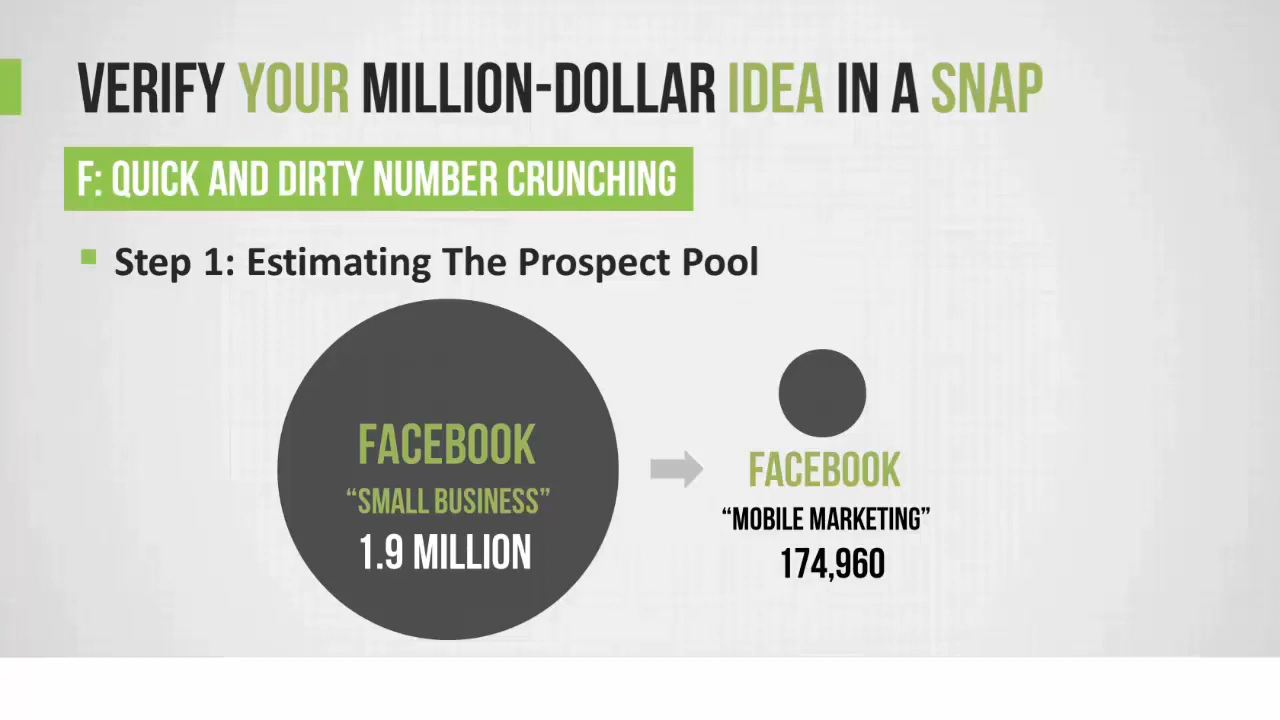 VERIFY YOUR MILLION-DOLLAR IDEA IN A SNAP
F: QUICK AND DIRTY NUMBER CRUNCHING
Step 1: Estimating The Prospect Pool
FACEBOOK
“SMALL BUSINESS”
1.9 MILLION
FACEBOOK
“MOBILE MARKETING”
174,960